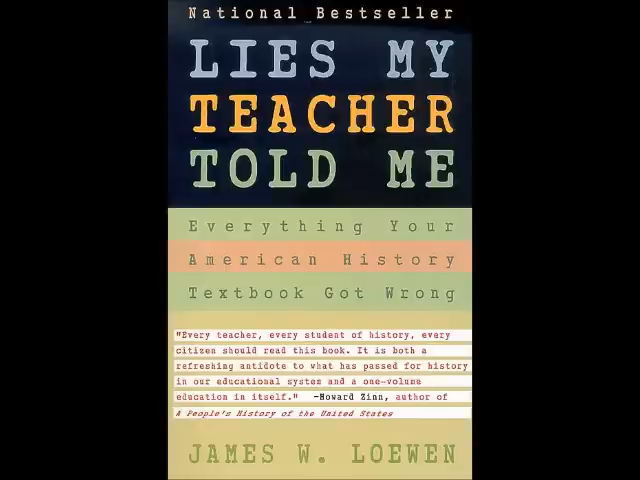 National Bestseller
LIES MY
TEACHER
TOLD ME
Everything Your
American History
Textbook Got Wrong
"Every teacher, every student of history, every
citizen should read this book. It is both a
refreshing antidote to what has passed for history
in our educational system and a one-volume
education in itself." —Howard Zinn, author of
A People's History of the United States
JAMES W. LOEWEN